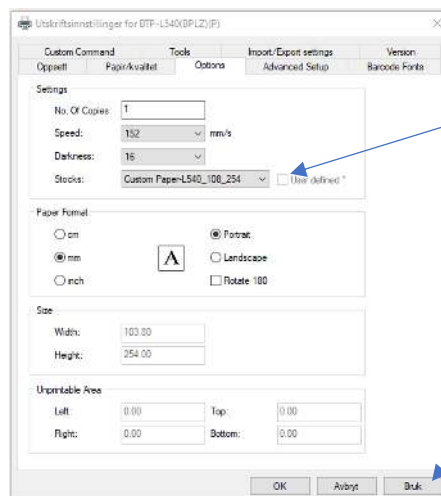 Utskriftsinnstillinger for BTP-L540(BPLZ)(P)
Custom Command Tools Import/Export settings Version
Oppsett Papir/kvalitet Options Advanced Setup Barcode Fonts
Settings
No. Of Copies 1
Speed: 152 mm/s
Darkness: 16
Stocks: Custom Paper-L540_108_254 User defined *
Paper Format
cm Portrait
mm A Landscape
inch Rotate 180
Size
Width: 103.80
Height: 254.00
Unprintable Area
Left: 0.00 Top: 0.00
Right: 0.00 Bottom: 0.00
OK Avbryt Bruk